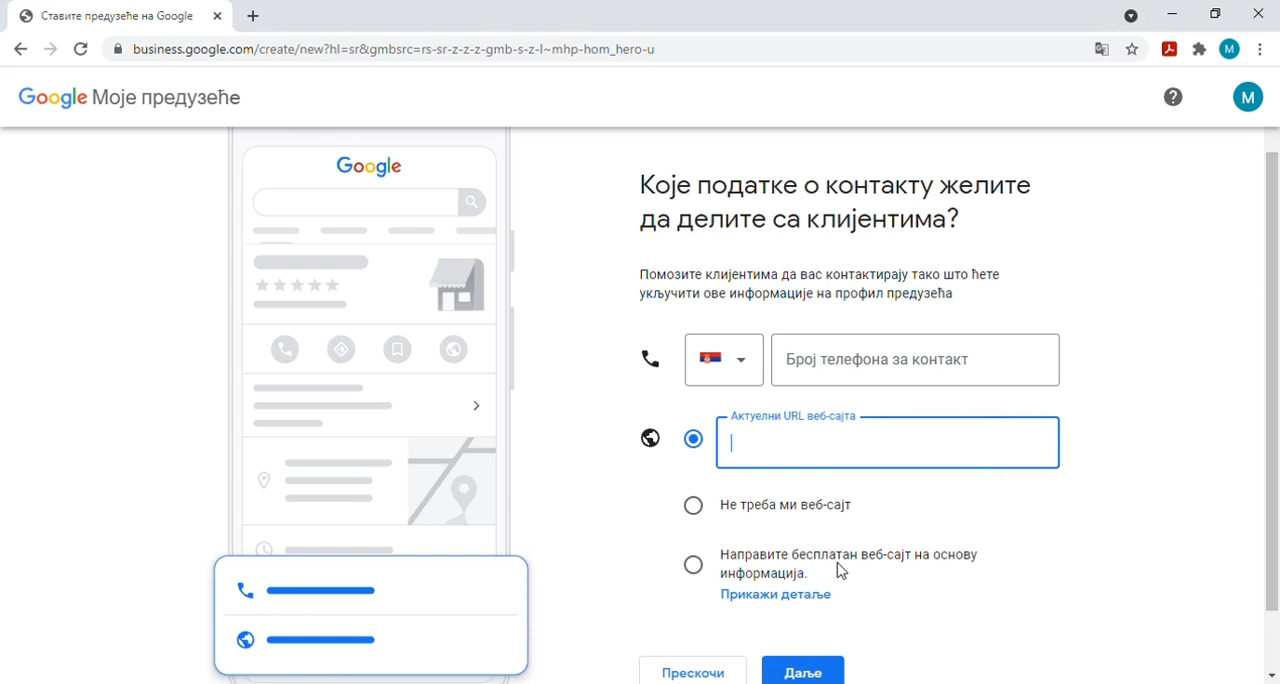 Ставите предузеће на Google
business.google.com/create/new?hl=sr&gmbsrc=rs-sr-z-z-z-gmb-s-z-l~mhp-hom_hero-u
M
Google Моје предузеће
M
Google
Које податке о контакту желите
да делите са клијентима?
Помозите клијентима да вас контактирају тако што ћете
укључити ове информације на профил предузећа
Број телефона за контакт
Актуелни URL веб-сајта
Не треба ми веб-сајт
Направите бесплатан веб-сајт на основу
информација.
Прикажи детаље
Прескочи
Даље